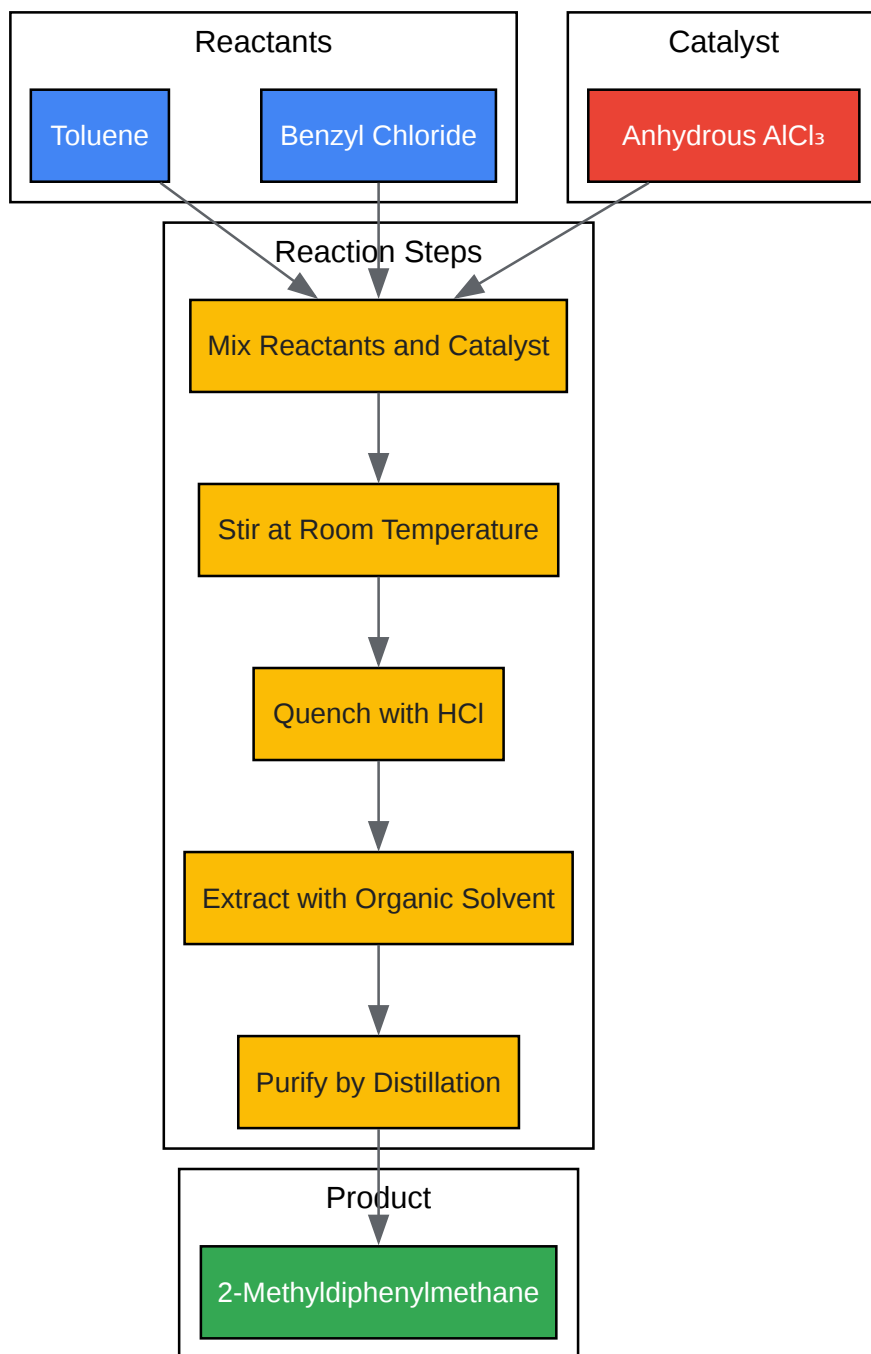 Reactants
Catalyst
Toluene
Benzyl Chloride
Anhydrous AlCl₃
Reaction Steps
Mix Reactants and Catalyst
Stir at Room Temperature
Quench with HCl
Extract with Organic Solvent
Purify by Distillation
Product
2-Methyldiphenylmethane